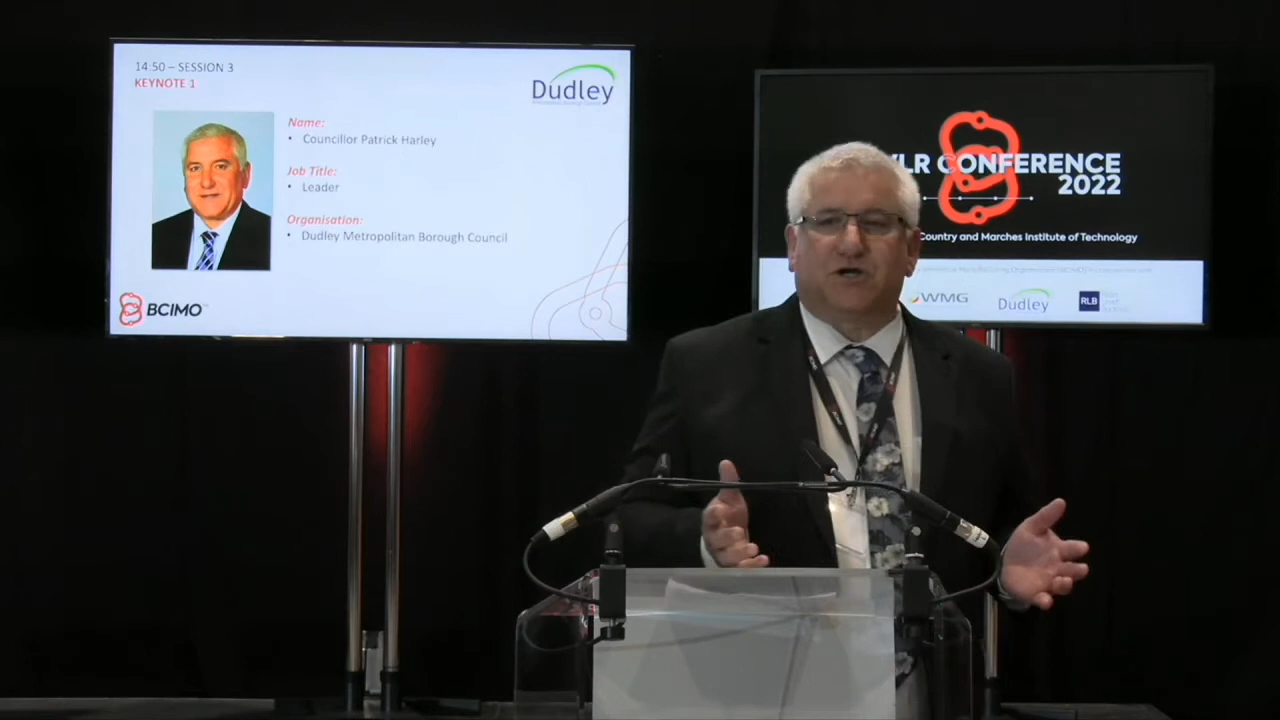 14:50 – SESSION 3
KEYNOTE 1
Dudley
Name:
• Councillor Patrick Harley
Job Title:
• Leader
Organisation:
• Dudley Metropolitan Borough Council
BCIMO
VLR CONFERENCE
2022
Country and Marches Institute of Technology
WMG
Dudley
RLB